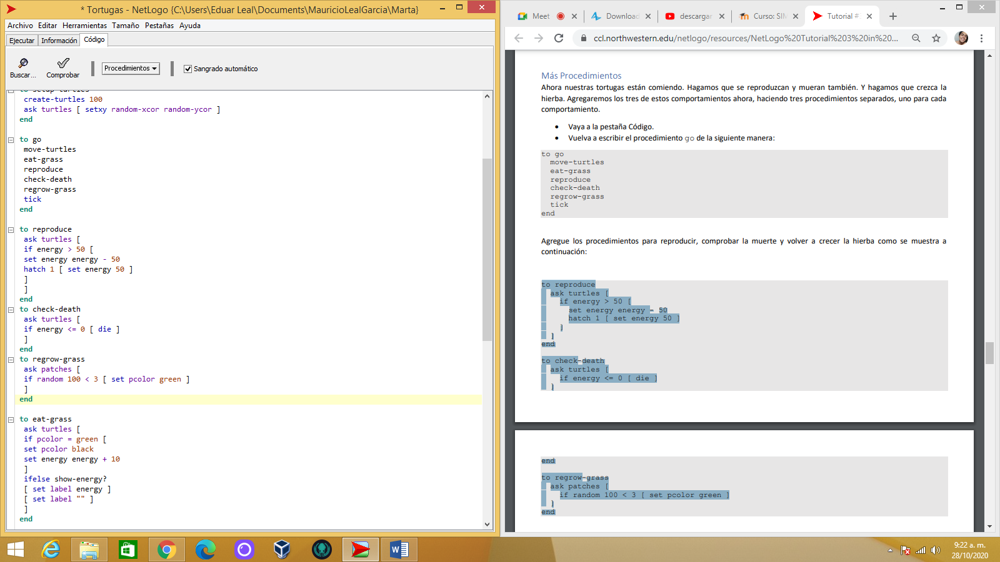 * Tortugas - NetLogo {C:\Users\Eduar Leal\Documents\MauricioLealGarcia\Marta}
Archivo Editar Herramientas Tamaño Pestañas Ayuda
Ejecutar Información Código
Buscar... Comprobar Procedimientos Sangrado automático
to setup-turtles
create-turtles 100
ask turtles [ setxy random-xcor random-ycor ]
end
to go
move-turtles
eat-grass
reproduce
check-death
regrow-grass
tick
end
to reproduce
ask turtles [
if energy > 50 [
set energy energy - 50
hatch 1 [ set energy 50 ]
]
]
end
to check-death
ask turtles [
if energy <= 0 [ die ]
]
end
to regrow-grass
ask patches [
if random 100 < 3 [ set pcolor green ]
]
end
to eat-grass
ask turtles [
if pcolor = green [
set pcolor black
set energy energy + 10
]
ifelse show-energy?
[ set label energy ]
[ set label "" ]
]
end
Meet Download descargar Curso: SIM Tutorial #
ccl.northwestern.edu/netlogo/resources/NetLogo%20Tutorial%203%20in%20...
Más Procedimientos
Ahora nuestras tortugas están comiendo. Hagamos que se reproduzcan y mueran también. Y hagamos que crezca la
hierba. Agregaremos los tres de estos comportamientos ahora, haciendo tres procedimientos separados, uno para cada
comportamiento.
• Vaya a la pestaña Código.
• Vuelva a escribir el procedimiento go de la siguiente manera:
to go
move-turtles
eat-grass
reproduce
check-death
regrow-grass
tick
end
Agregue los procedimientos para reproducir, comprobar la muerte y volver a crecer la hierba como se muestra a
continuación:
to reproduce
ask turtles [
if energy > 50 [
set energy energy - 50
hatch 1 [ set energy 50 ]
]
]
end
to check-death
ask turtles [
if energy <= 0 [ die ]
]
end
to regrow-grass
ask patches [
if random 100 < 3 [ set pcolor green ]
]
end
9:22 a. m.
28/10/2020